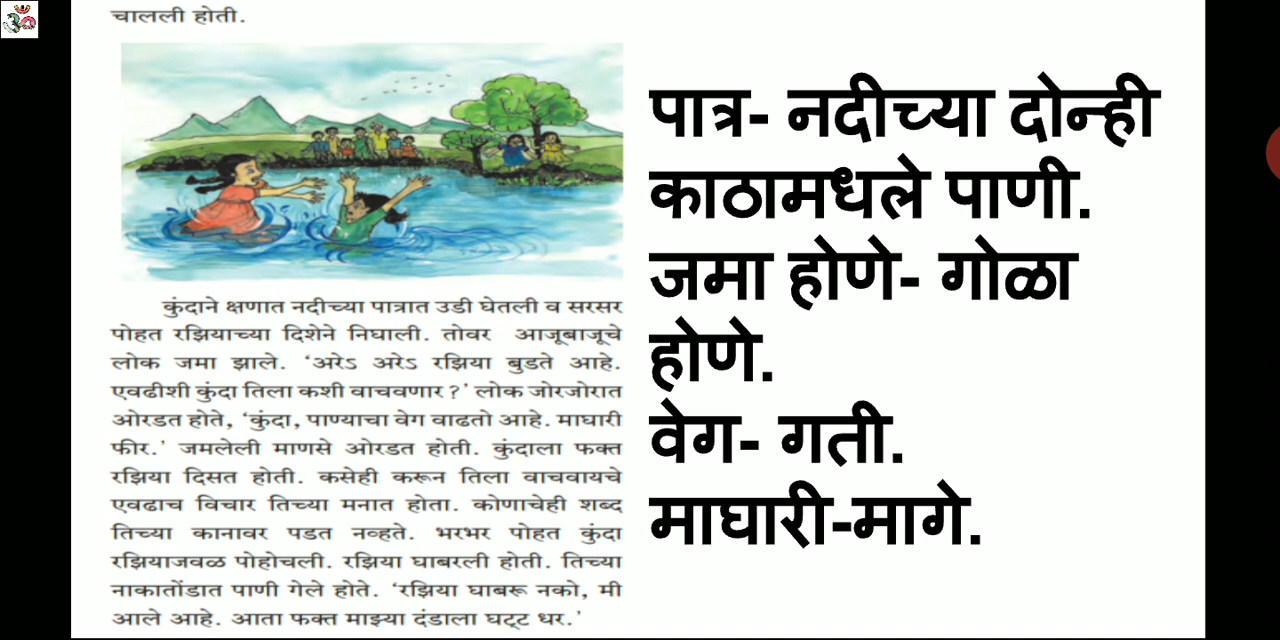 चालली होती.
कुंदाने क्षणात नदीच्या पात्रात उडी घेतली व सरसर
पोहत रझियाच्या दिशेने निघाली. तोवर आजूबाजूचे
लोक जमा झाले. ‘अरेऽ अरेऽ रझिया बुडते आहे.
एवढीशी कुंदा तिला कशी वाचवणार ?’ लोक जोरजोरात
ओरडत होते, ‘कुंदा, पाण्याचा वेग वाढतो आहे. माघारी
फीर.’ जमलेली माणसे ओरडत होती. कुंदाला फक्त
रझिया दिसत होती. कसेही करून तिला वाचवायचे
एवढाच विचार तिच्या मनात होता. कोणाचेही शब्द
तिच्या कानावर पडत नव्हते. भरभर पोहत कुंदा
रझियाजवळ पोहोचली. रझिया घाबरली होती. तिच्या
नाकातोंडात पाणी गेले होते. ‘रझिया घाबरू नको, मी
आले आहे. आता फक्त माझ्या दंडाला घट्ट धर.’
पात्र- नदीच्या दोन्ही
काठामधले पाणी.
जमा होणे- गोळा
होणे.
वेग- गती.
माघारी-मागे.